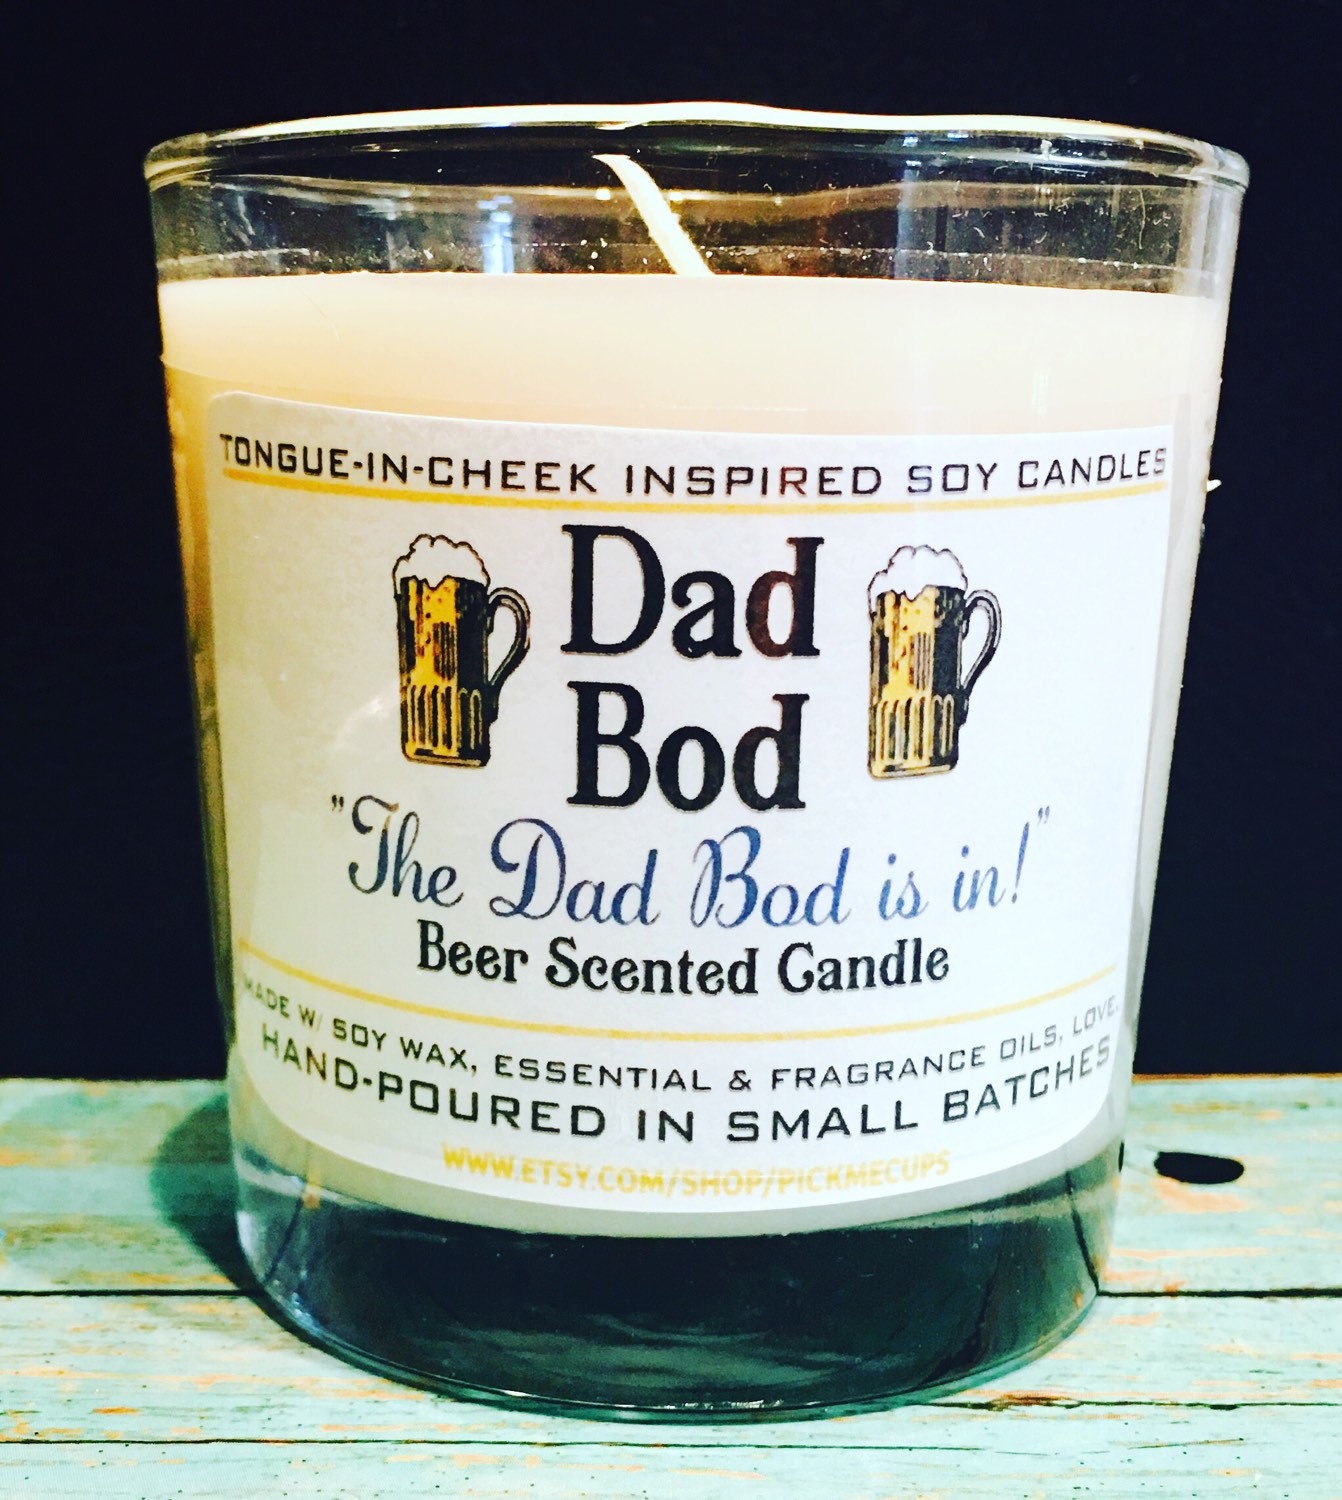 TONGUE-IN-CHEEK INSPIRED SOY CANDLES
Dad
Bod
"The Dad Bod is in!"
Beer Scented Candle
MADE W/ SOY WAX, ESSENTIAL & FRAGRANCE OILS, LOVE.
HAND-POURED IN SMALL BATCHES
WWW.ETSY.COM/SHOP/PICKMECUPS